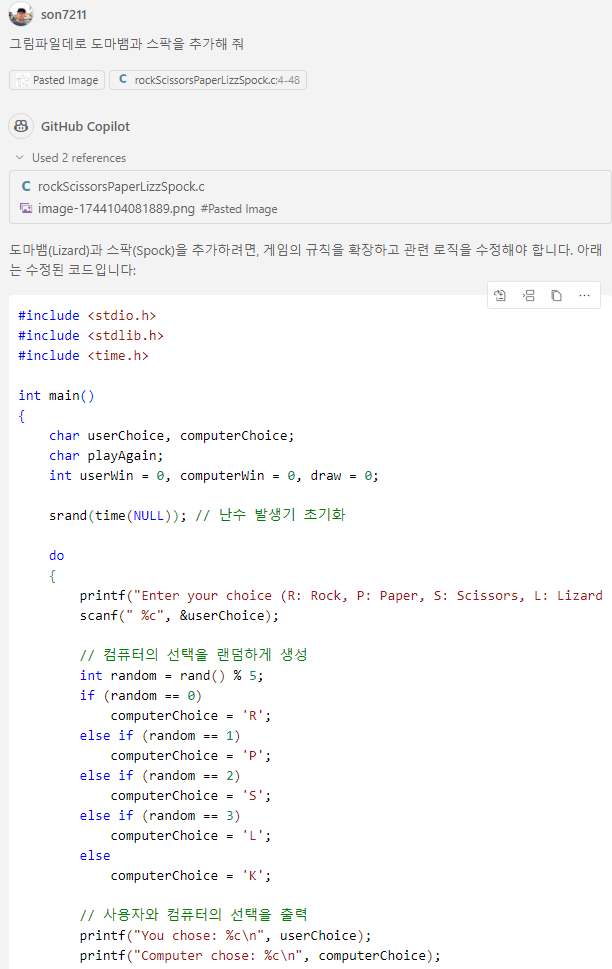 son7211
그림파일데로 도마뱀과 스팍을 추가해 줘
Pasted Image C rockScissorsPaperLizzSpock.c:4-48
GitHub Copilot
Used 2 references
C rockScissorsPaperLizzSpock.c
image-1744104081889.png #Pasted Image
도마뱀(Lizard)과 스팍(Spock)을 추가하려면, 게임의 규칙을 확장하고 관련 로직을 수정해야 합니다. 아래
는 수정된 코드입니다:
#include <stdio.h>
#include <stdlib.h>
#include <time.h>
int main()
{
    char userChoice, computerChoice;
    char playAgain;
    int userWin = 0, computerWin = 0, draw = 0;
    srand(time(NULL)); // 난수 발생기 초기화
    do
    {
        printf("Enter your choice (R: Rock, P: Paper, S: Scissors, L: Lizard
        scanf(" %c", &userChoice);
        // 컴퓨터의 선택을 랜덤하게 생성
        int random = rand() % 5;
        if (random == 0)
            computerChoice = 'R';
        else if (random == 1)
            computerChoice = 'P';
        else if (random == 2)
            computerChoice = 'S';
        else if (random == 3)
            computerChoice = 'L';
        else
            computerChoice = 'K';
        // 사용자와 컴퓨터의 선택을 출력
        printf("You chose: %c\n", userChoice);
        printf("Computer chose: %c\n", computerChoice);